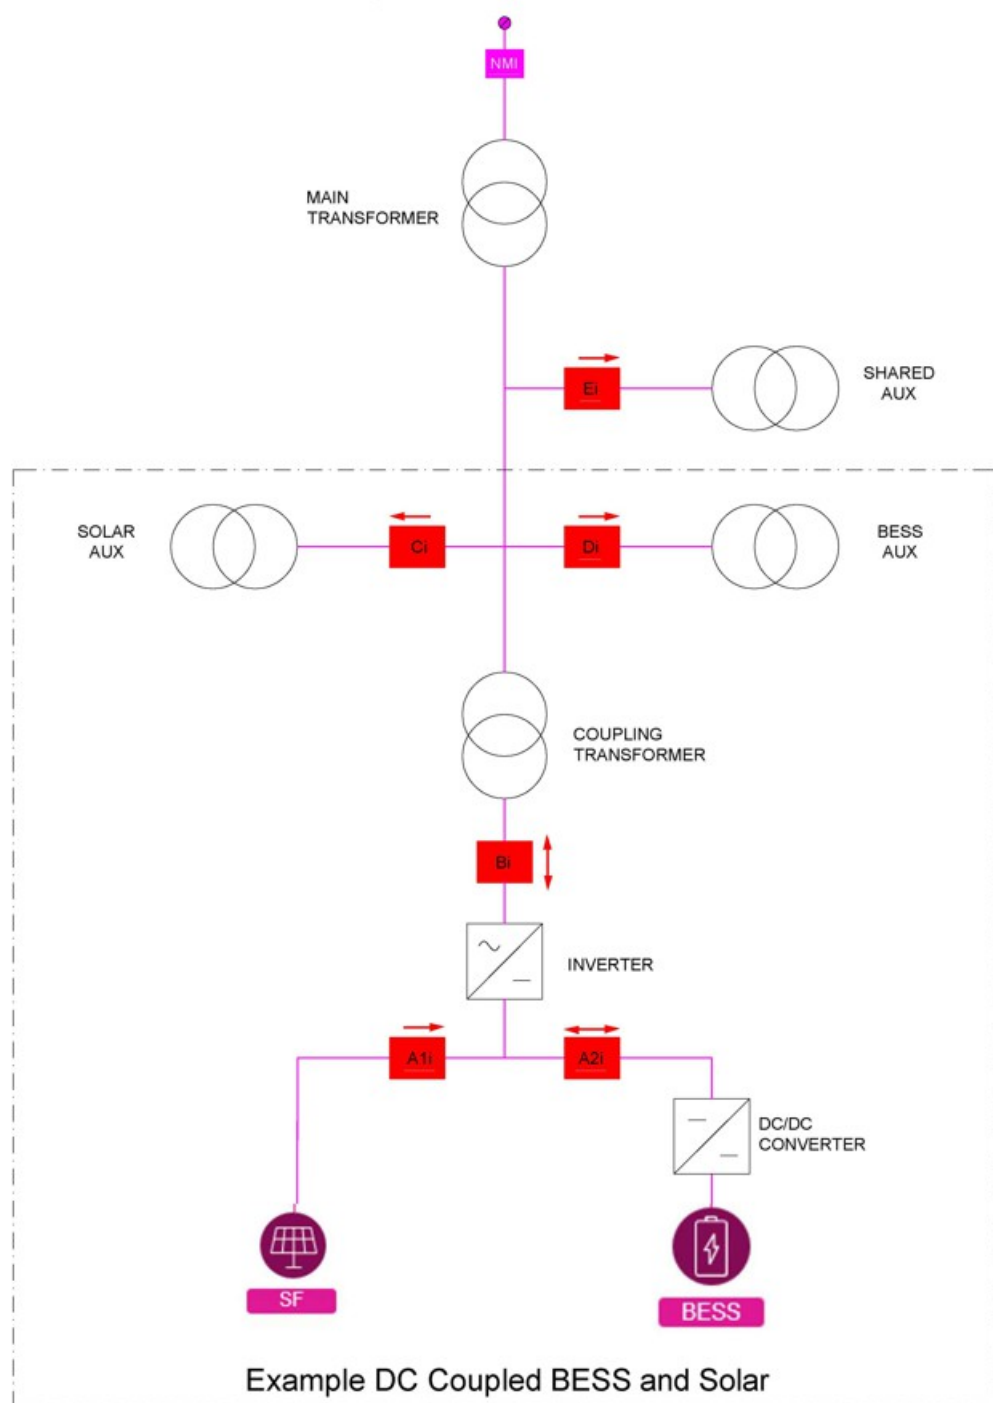 NMI
MAIN
TRANSFORMER
Ei
SHARED
AUX
SOLAR
AUX
Ci
Di
BESS
AUX
COUPLING
TRANSFORMER
Bi
INVERTER
A1i
A2i
DC/DC
CONVERTER
SF
BESS
Example DC Coupled BESS and Solar